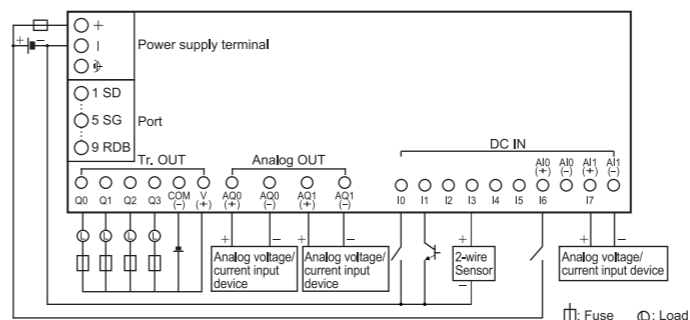 +
Power supply terminal
1 SD
5 SG
Port
9 RDB
Tr. OUT
Analog OUT
DC IN
Q0 Q1 Q2 Q3 COM (−) V (+) AQ0 (+) AQ0 (−) AQ1 (+) AQ1 (−) I0 I1 I2 I3 I4 I5 AI0 (+) I6 AI0 (−) AI1 (+) I7 AI1 (−)
+ −
L L L L
+ − + − + + −
Analog voltage/
current input
device
Analog voltage/
current input
device
2-wire
Sensor
−
Analog voltage/
current input device
: Fuse
L : Load